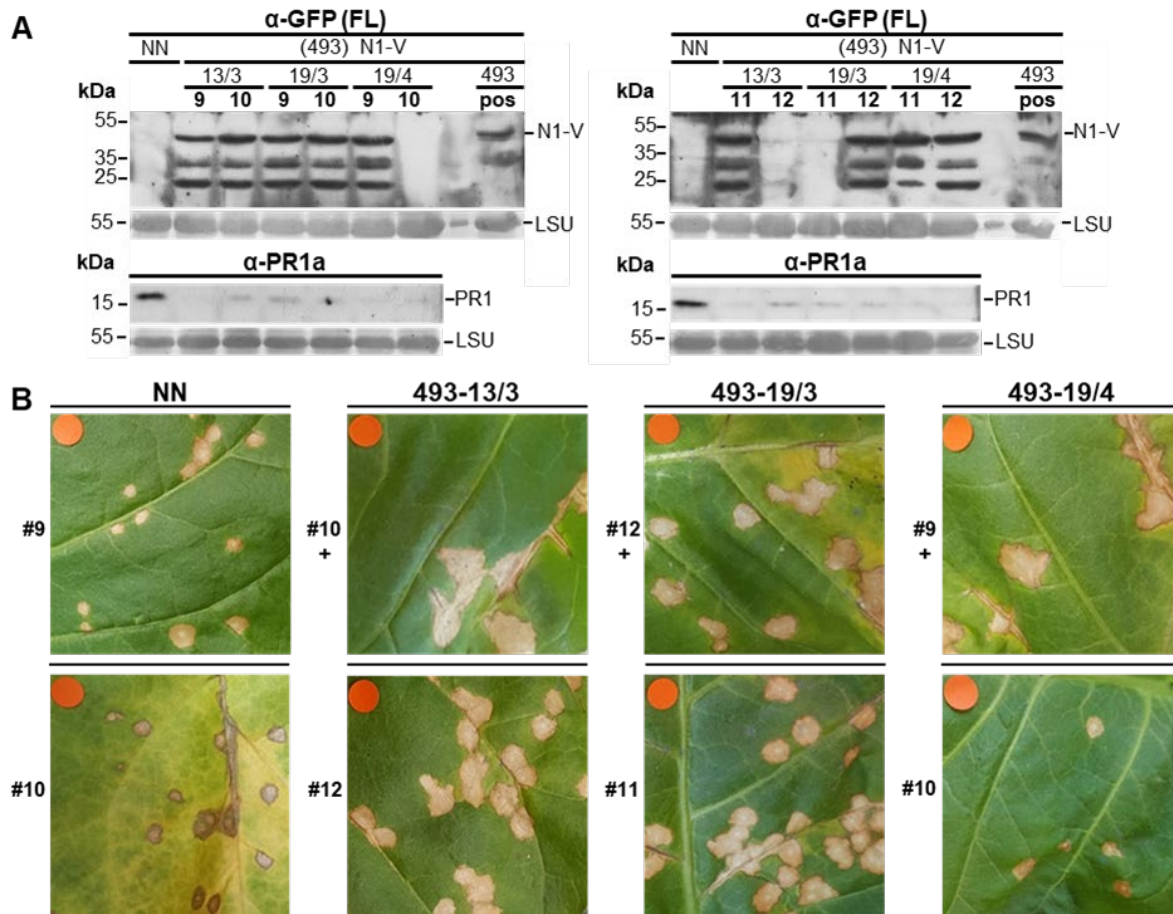 A
α-GFP (FL)
NN (493) N1-V
13/3 19/3 19/4 493
kDa 9 10 9 10 9 10 pos
55- -N1-V
35-
25-
55- -LSU
kDa α-PR1a
15- -PR1
55- -LSU
α-GFP (FL)
NN (493) N1-V
13/3 19/3 19/4 493
kDa 11 12 11 12 11 12 pos
55- -N1-V
35-
25-
55- -LSU
kDa α-PR1a
15- -PR1
55- -LSU
B
NN 493-13/3 493-19/3 493-19/4
#9 #10 #12 #9
+ + +
#10 #12 #11 #10